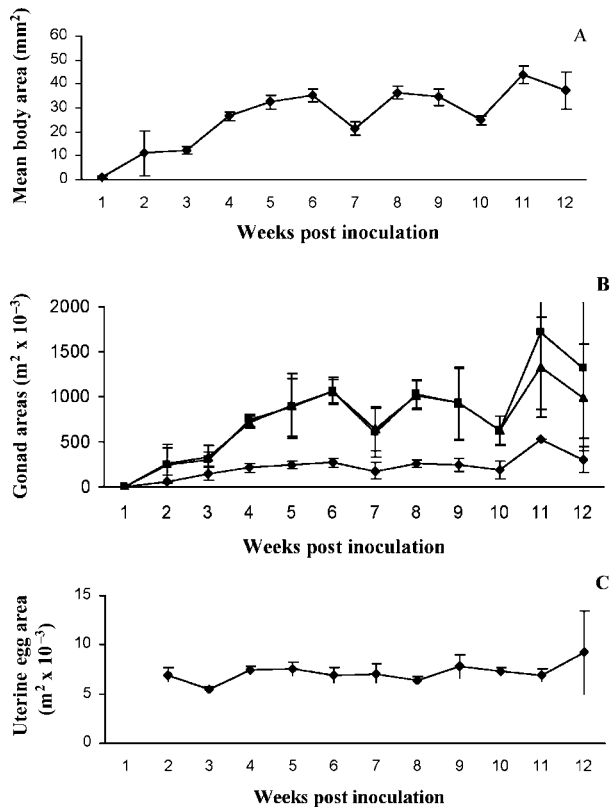 A
Mean body area (mm²)
60
50
40
30
20
10
0
1 2 3 4 5 6 7 8 9 10 11 12
Weeks post inoculation
B
Gonad areas (m² x 10⁻³)
2000
1500
1000
500
0
1 2 3 4 5 6 7 8 9 10 11 12
Weeks post inoculation
C
Uterine egg area
(m² x 10⁻³)
15
10
5
0
1 2 3 4 5 6 7 8 9 10 11 12
Weeks post inoculation